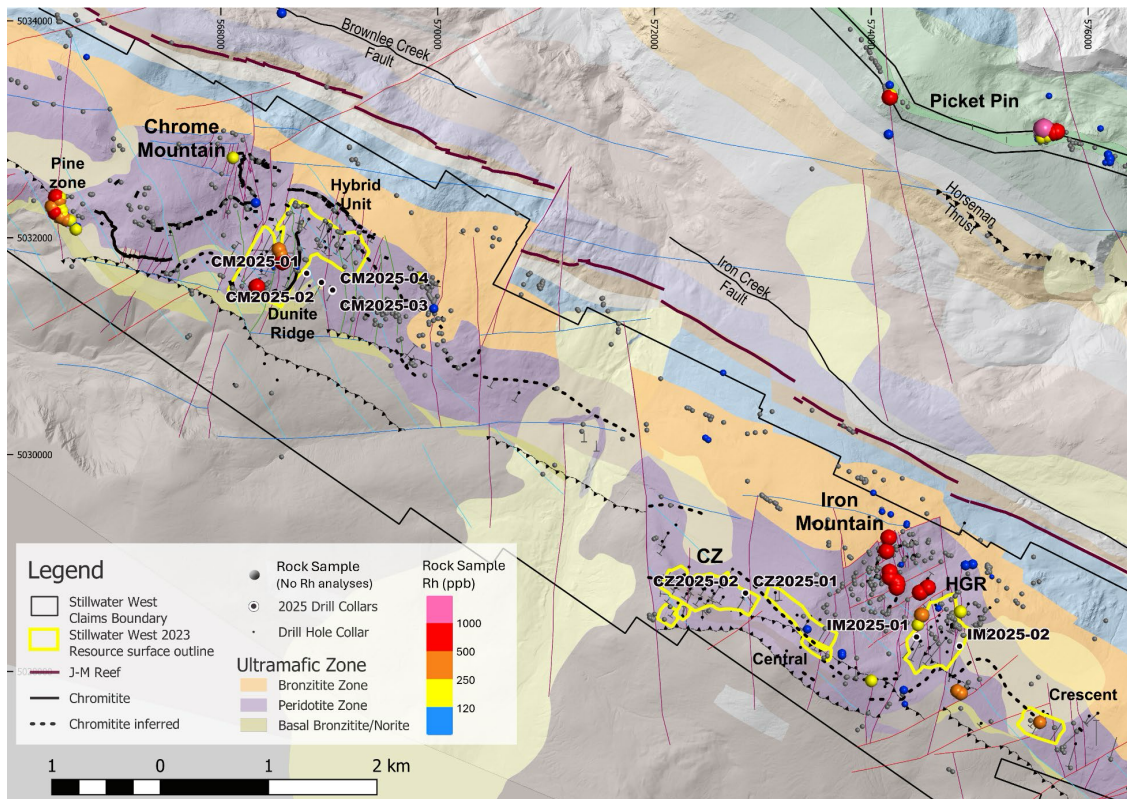 5034000
568000
570000
572000
574000
576000
Brownlee Creek
Fault
Picket Pin
Chrome
Mountain
Pine
zone
Hybrid
Unit
Horseman
Thrust
5032000
CM2025-01
CM2025-04
CM2025-02
CM2025-03
Dunite
Ridge
Iron Creek
Fault
5030000
Iron
Mountain
CZ
CZ2025-02
CZ2025-01
HGR
IM2025-01
IM2025-02
Central
Crescent
Legend
Stillwater West
Claims Boundary
Stillwater West 2023
Resource surface outline
J-M Reef
Chromitite
Chromitite inferred
Rock Sample
(No Rh analyses)
2025 Drill Collars
Drill Hole Collar
Ultramafic Zone
Bronzitite Zone
Peridotite Zone
Basal Bronzitite/Norite
Rock Sample
Rh (ppb)
1000
500
250
120
1 0 1 2 km